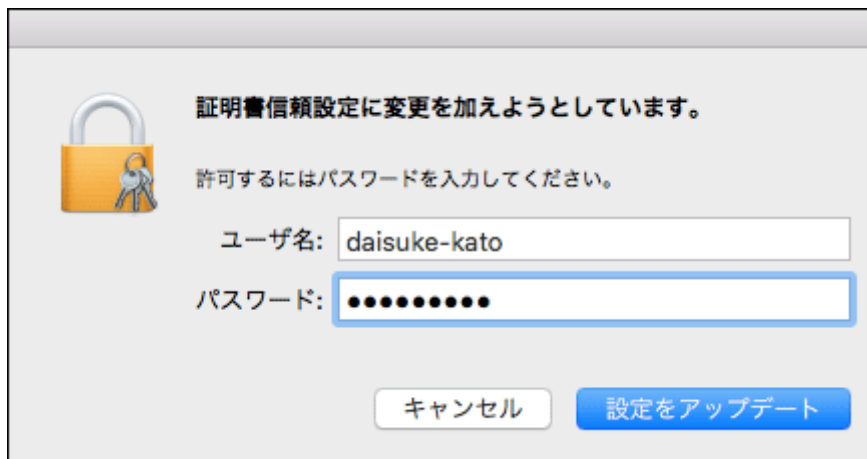 証明書信頼設定に変更を加えようとしています。
許可するにはパスワードを入力してください。
ユーザ名: daisuke-kato
パスワード: ●●●●●●●●●
キャンセル 設定をアップデート